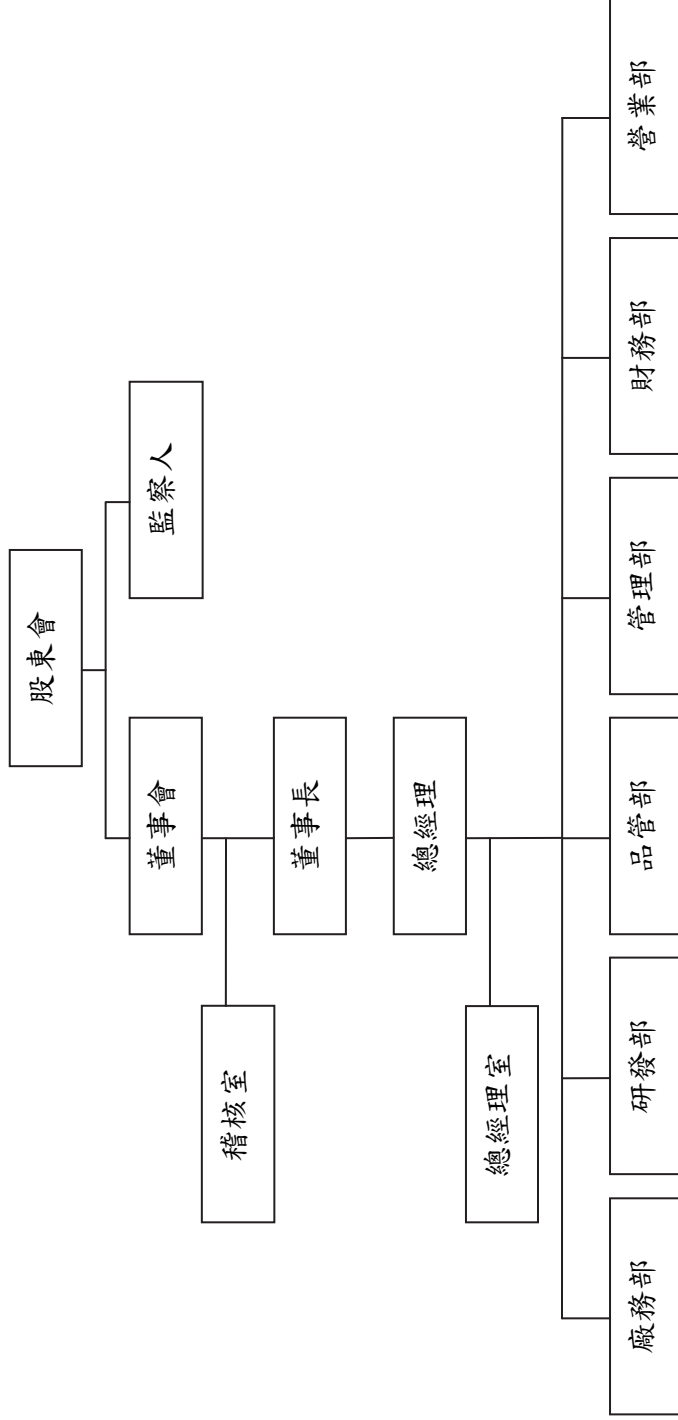 股東會
董事會
監察人
稽核室
董事長
總經理
總經理室
廠務部
研發部
品管部
管理部
財務部
營業部